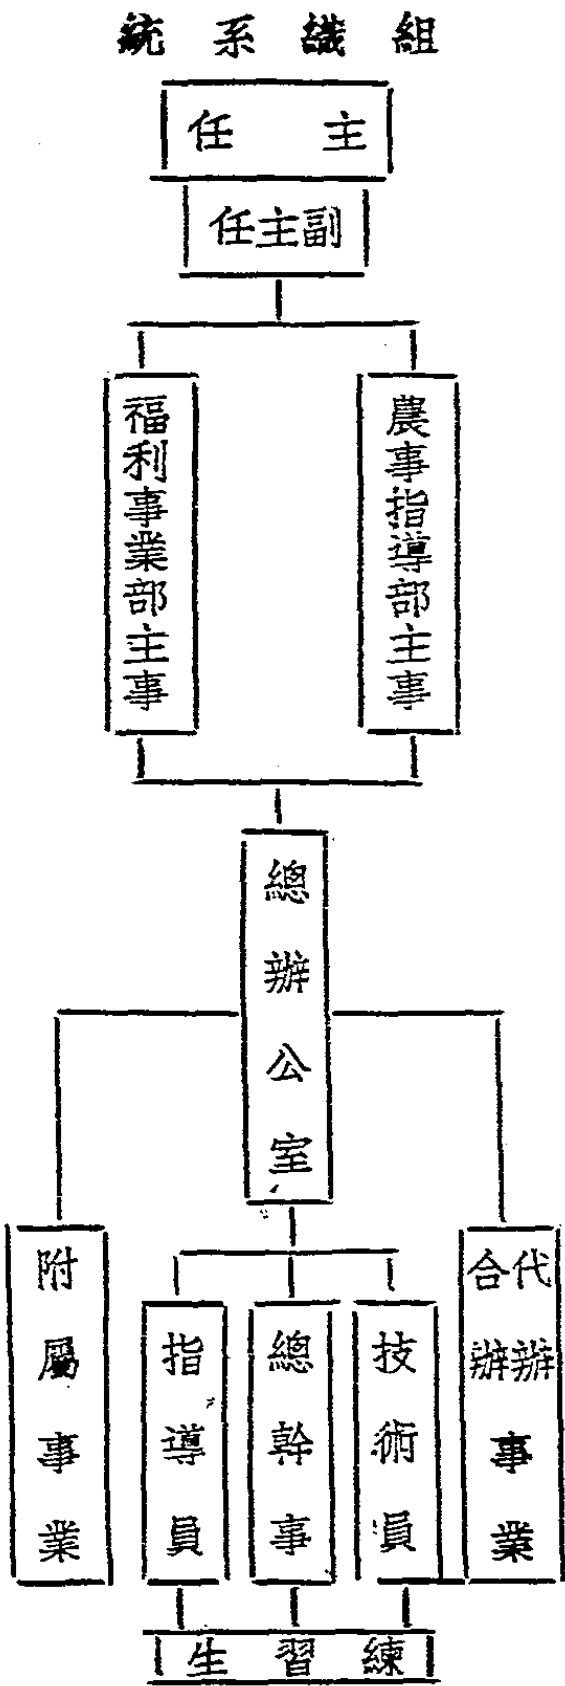 組織系統
主任
副主任
農事指導部主事
福利事業部主事
總辦公室
代辦
合辦
事業
技術員
總幹事
指導員
附屬事業
練習生